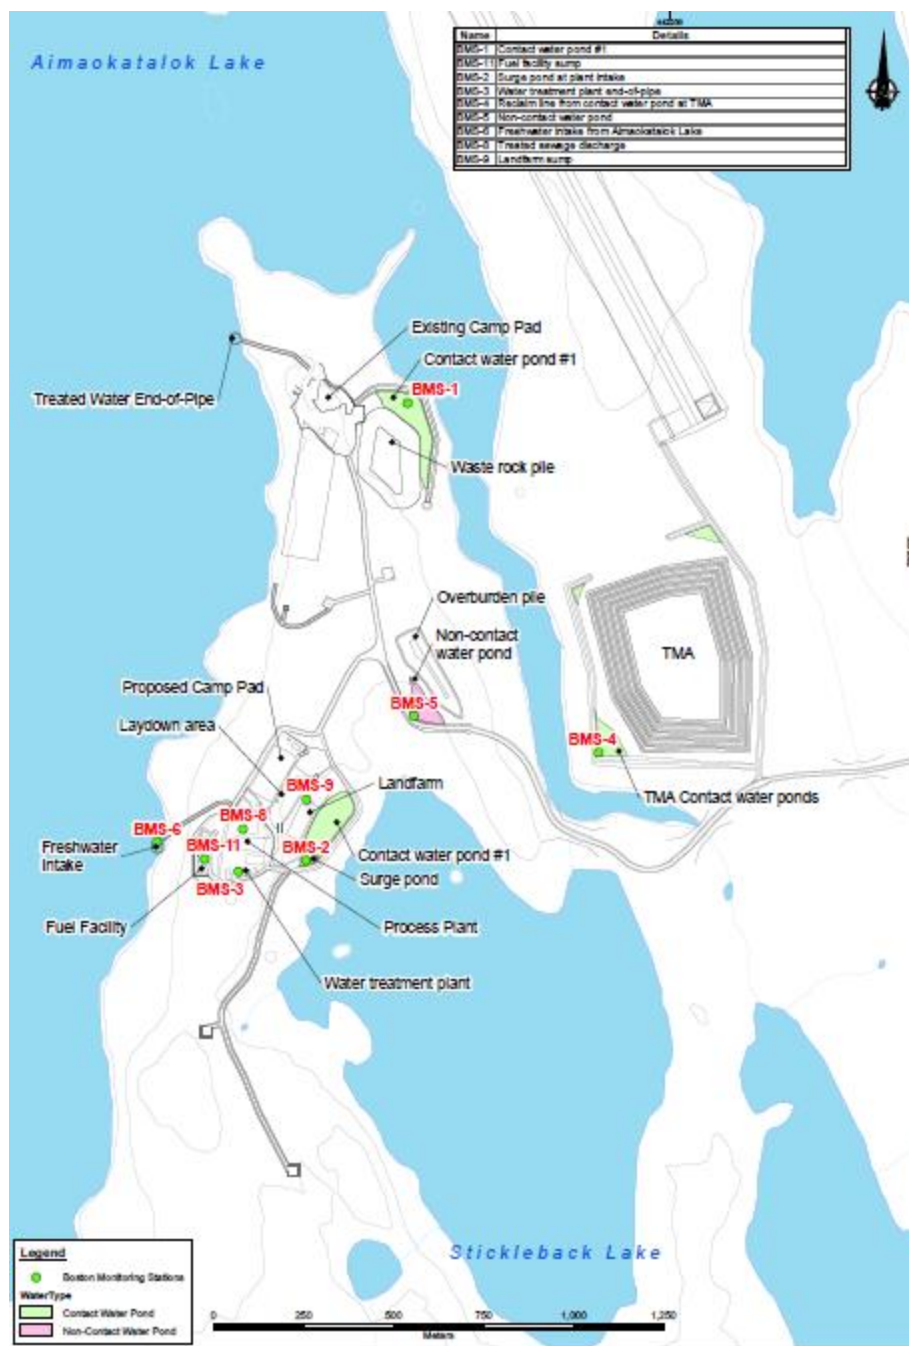 Aimaokatalok Lake
Name Details
BMS-1 Contact water pond #1
BMS-11 Fuel facility sump
BMS-2 Surge pond at plant intake
BMS-3 Water treatment plant end-of-pipe
BMS-4 Reclaim line from contact water pond at TMA
BMS-5 Non-contact water pond
BMS-6 Freshwater intake from Aimaokatalok Lake
BMS-8 Treated sewage discharge
BMS-9 Landfarm sump
Existing Camp Pad
Contact water pond #1
BMS-1
Treated Water End-of-Pipe
Waste rock pile
Overburden pile
Non-contact
water pond
TMA
Proposed Camp Pad
BMS-5
Laydown area
BMS-4
BMS-9
Landfarm
TMA Contact water ponds
BMS-8
BMS-6
Freshwater
Intake
BMS-11
BMS-2
Contact water pond #1
Surge pond
BMS-3
Fuel Facility
Process Plant
Water treatment plant
Stickleback Lake
Legend
Boston Monitoring Stations
WaterType
Contact Water Pond
Non-Contact Water Pond
0 250 500 750 1,000 1,250
Meters